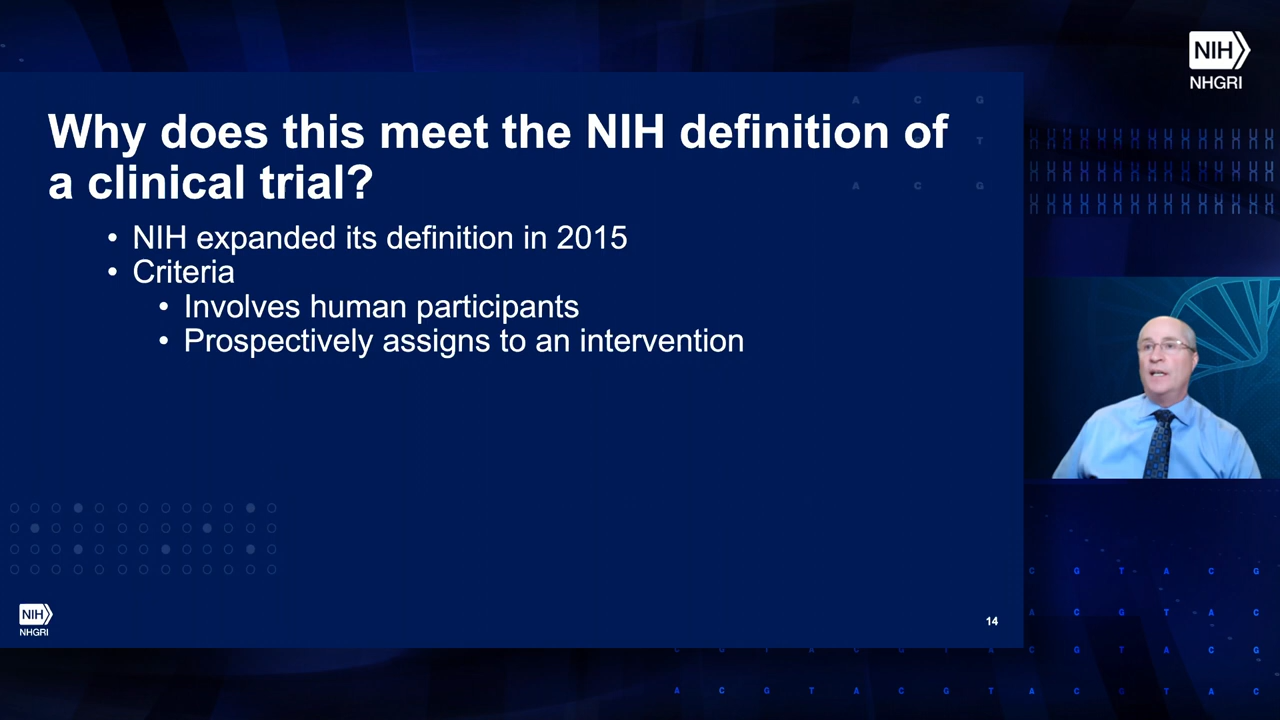 NIH
NHGRI
A C G
Why does this meet the NIH definition of
T
a clinical trial?
A C G
• NIH expanded its definition in 2015
• Criteria
• Involves human participants
• Prospectively assigns to an intervention
C G T A C G
A C G T A C
NIH
NHGRI
14
C G T A C G T A C G T A C G
A C G T A C G T A C G T A C